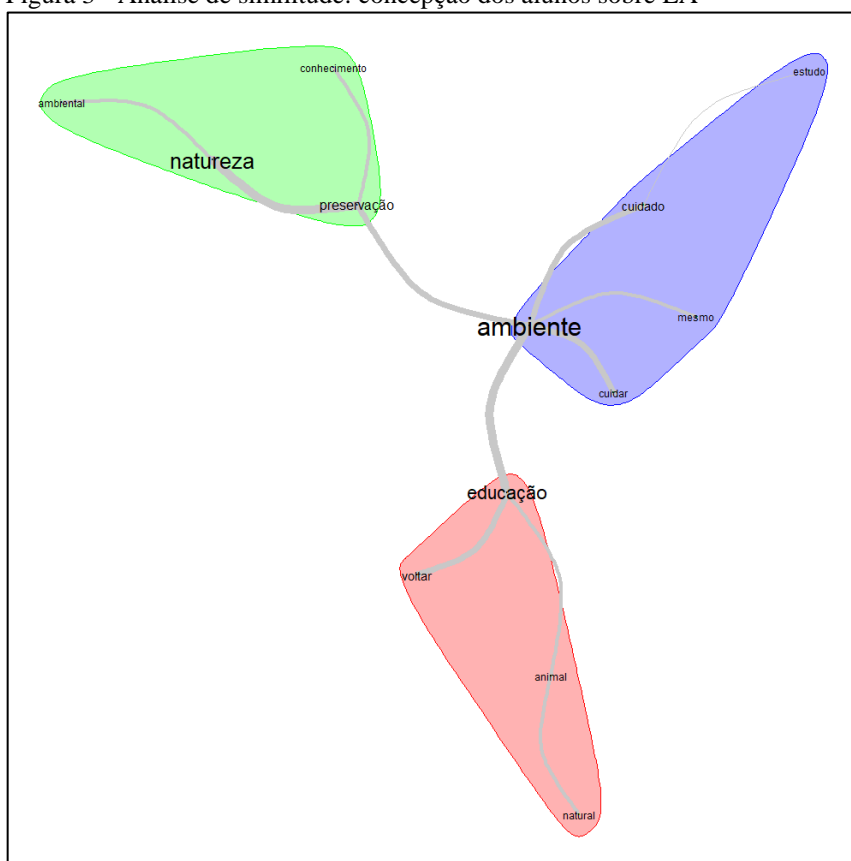 Figura 3 - Análise de similitude: concepção dos alunos sobre EA
estudo
conhecimento
ambiental
natureza
preservação
cuidado
mesmo
ambiente
cuidar
educação
voltar
animal
natural